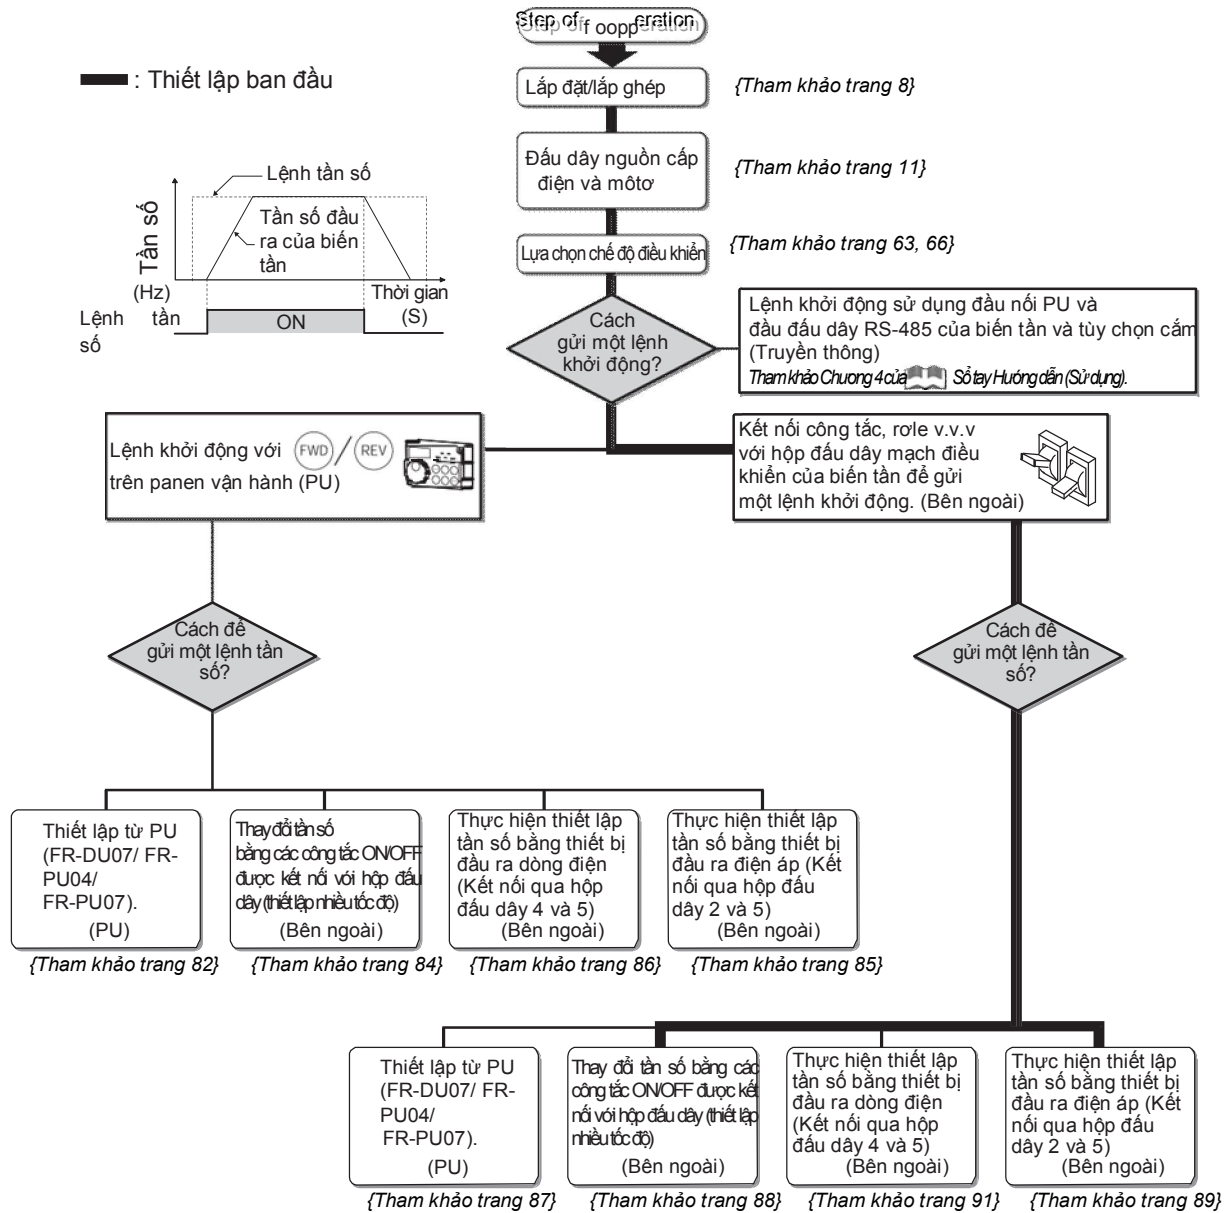 Step of operation
: Thiết lập ban đầu
Lắp đặt/lắp ghép
{Tham khảo trang 8}
Đấu dây nguồn cấp
điện và môtơ
{Tham khảo trang 11}
Lựa chọn chế độ điều khiển
{Tham khảo trang 63, 66}
Lệnh tần số
Tần số
Tần số đầu
ra của biến
tần
(Hz)
Thời gian
(S)
Lệnh tần
số
ON
Cách
gửi một lệnh
khởi động?
Lệnh khởi động sử dụng đầu nối PU và
đầu đấu dây RS-485 của biến tần và tùy chọn cắm
(Truyền thông)
Tham khảo Chương 4 của Sổ tay Hướng dẫn (Sử dụng).
Lệnh khởi động với FWD / REV
trên panen vận hành (PU)
Kết nối công tắc, rơle v.v.v
với hộp đấu dây mạch điều
khiển của biến tần để gửi
một lệnh khởi động. (Bên ngoài)
Cách để
gửi một lệnh tần
số?
Cách để
gửi một lệnh tần
số?
Thiết lập từ PU
(FR-DU07/ FR-
PU04/
FR-PU07).
(PU)
{Tham khảo trang 82}
Thay đổi tần số
bằng các công tắc ON/OFF
được kết nối với hộp đấu
dây (thiết lập nhiều tốc độ)
(Bên ngoài)
{Tham khảo trang 84}
Thực hiện thiết lập
tần số bằng thiết bị
đầu ra dòng điện
(Kết nối qua hộp
đấu dây 4 và 5)
(Bên ngoài)
{Tham khảo trang 86}
Thực hiện thiết lập
tần số bằng thiết bị
đầu ra điện áp (Kết
nối qua hộp đấu
dây 2 và 5)
(Bên ngoài)
{Tham khảo trang 85}
Thiết lập từ PU
(FR-DU07/ FR-
PU04/
FR-PU07).
(PU)
{Tham khảo trang 87}
Thay đổi tần số bằng các
công tắc ON/OFF được kết
nối với hộp đấu dây (thiết lập
nhiều tốc độ)
(Bên ngoài)
{Tham khảo trang 88}
Thực hiện thiết lập
tần số bằng thiết bị
đầu ra dòng điện
(Kết nối qua hộp
đấu dây 4 và 5)
(Bên ngoài)
{Tham khảo trang 91}
Thực hiện thiết lập
tần số bằng thiết bị
đầu ra điện áp (Kết
nối qua hộp đấu
dây 2 và 5)
(Bên ngoài)
{Tham khảo trang 89}